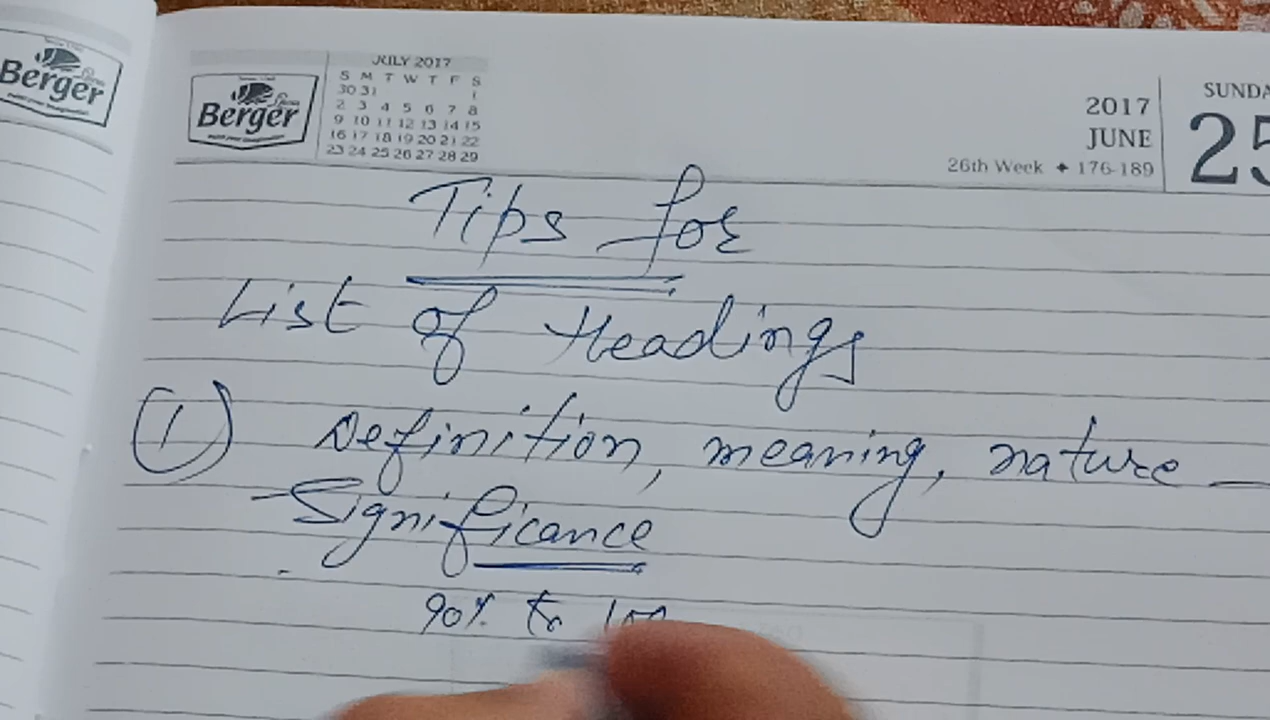 Berger
Berger
JULY 2017
S M T W T F S
30 31 1
2 3 4 5 6 7 8
9 10 11 12 13 14 15
16 17 18 19 20 21 22
23 24 25 26 27 28 29
2017
JUNE
26th Week ✦ 176-189
SUNDA
25
Tips for
List of Headings
1 Definition, meaning, nature
Significance
90% to 100